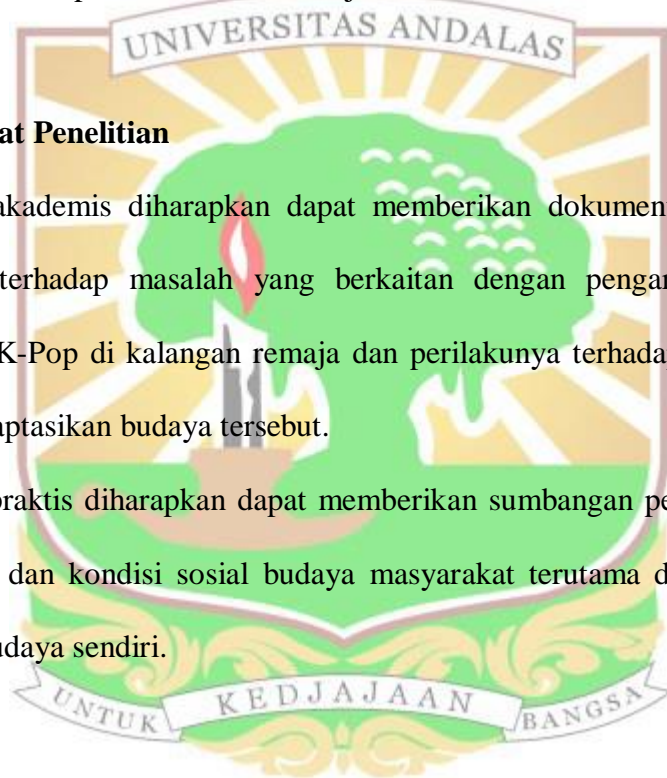 UNIVERSITAS ANDALAS
at Penelitian
akademis diharapkan dapat memberikan dokumen
terhadap masalah yang berkaitan dengan pengar
K-Pop di kalangan remaja dan perilakunya terhada
aptasikan budaya tersebut.
praktis diharapkan dapat memberikan sumbangan pe
dan kondisi sosial budaya masyarakat terutama d
udaya sendiri.
UNTUK KEDJAJAAN BANGSA